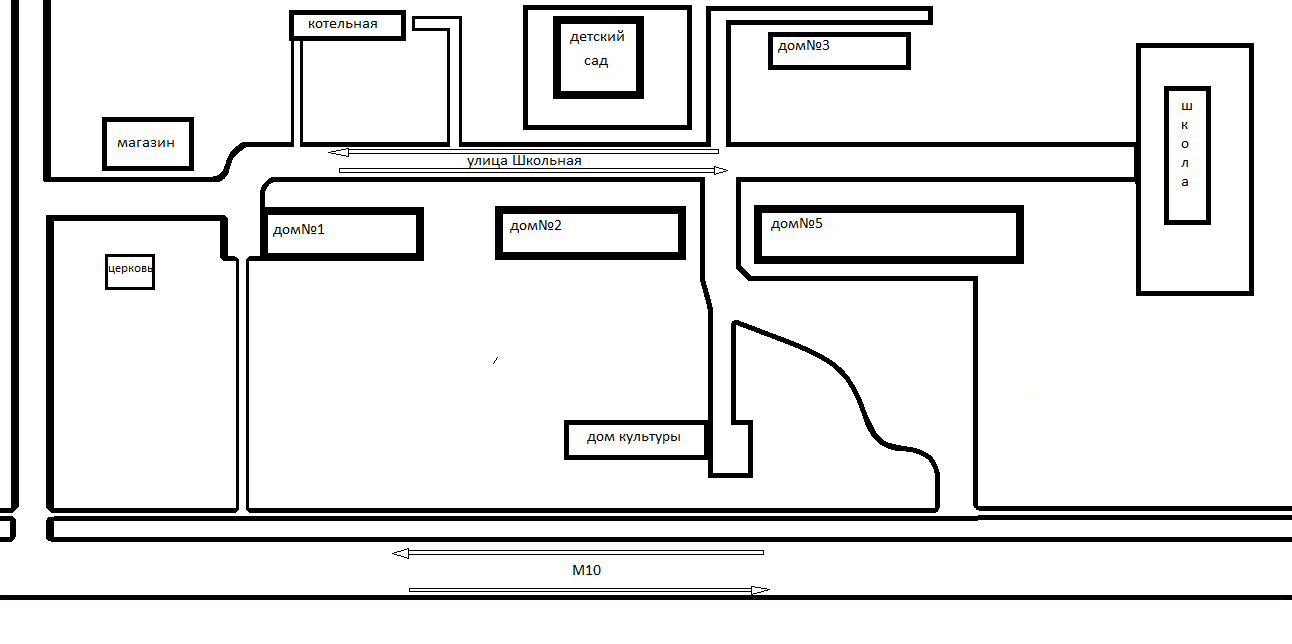 котельная
детский
сад
дом№3
магазин
улица Школьная
ш
к
о
л
а
дом№1
дом№2
дом№5
церковь
дом культуры
М10